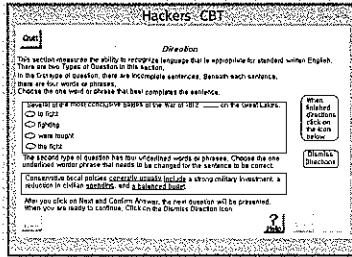 Hackers CBT
Quit
Direction
This section measures the ability to recognize language that is appropriate for standard written English.
There are two Types of Question in this section.
In the first type of question, there are incomplete sentences. Beneath each sentence,
there are four words or phrases.
Choose the one word or phrase that best completes the sentence.
Several of the most conclusive battles of the War of 1812 ____ on the Great Lakes.
to fight
fighting
were fought
the fight
When
finished
directions
click on
the icon
below
Dismiss
Directions
The second type of question has four underlined words or phrases. Choose the one
underlined word or phrase that needs to be changed for the sentence to be correct.
Conservative fiscal policies generally usually include a strong military investment, a
reduction in civilian spending, and a balanced budget.
After you click on Next and Confirm Answer, the next question will be presented.
When you are ready to continue, Click on the Dismiss Direction icon
?
Help